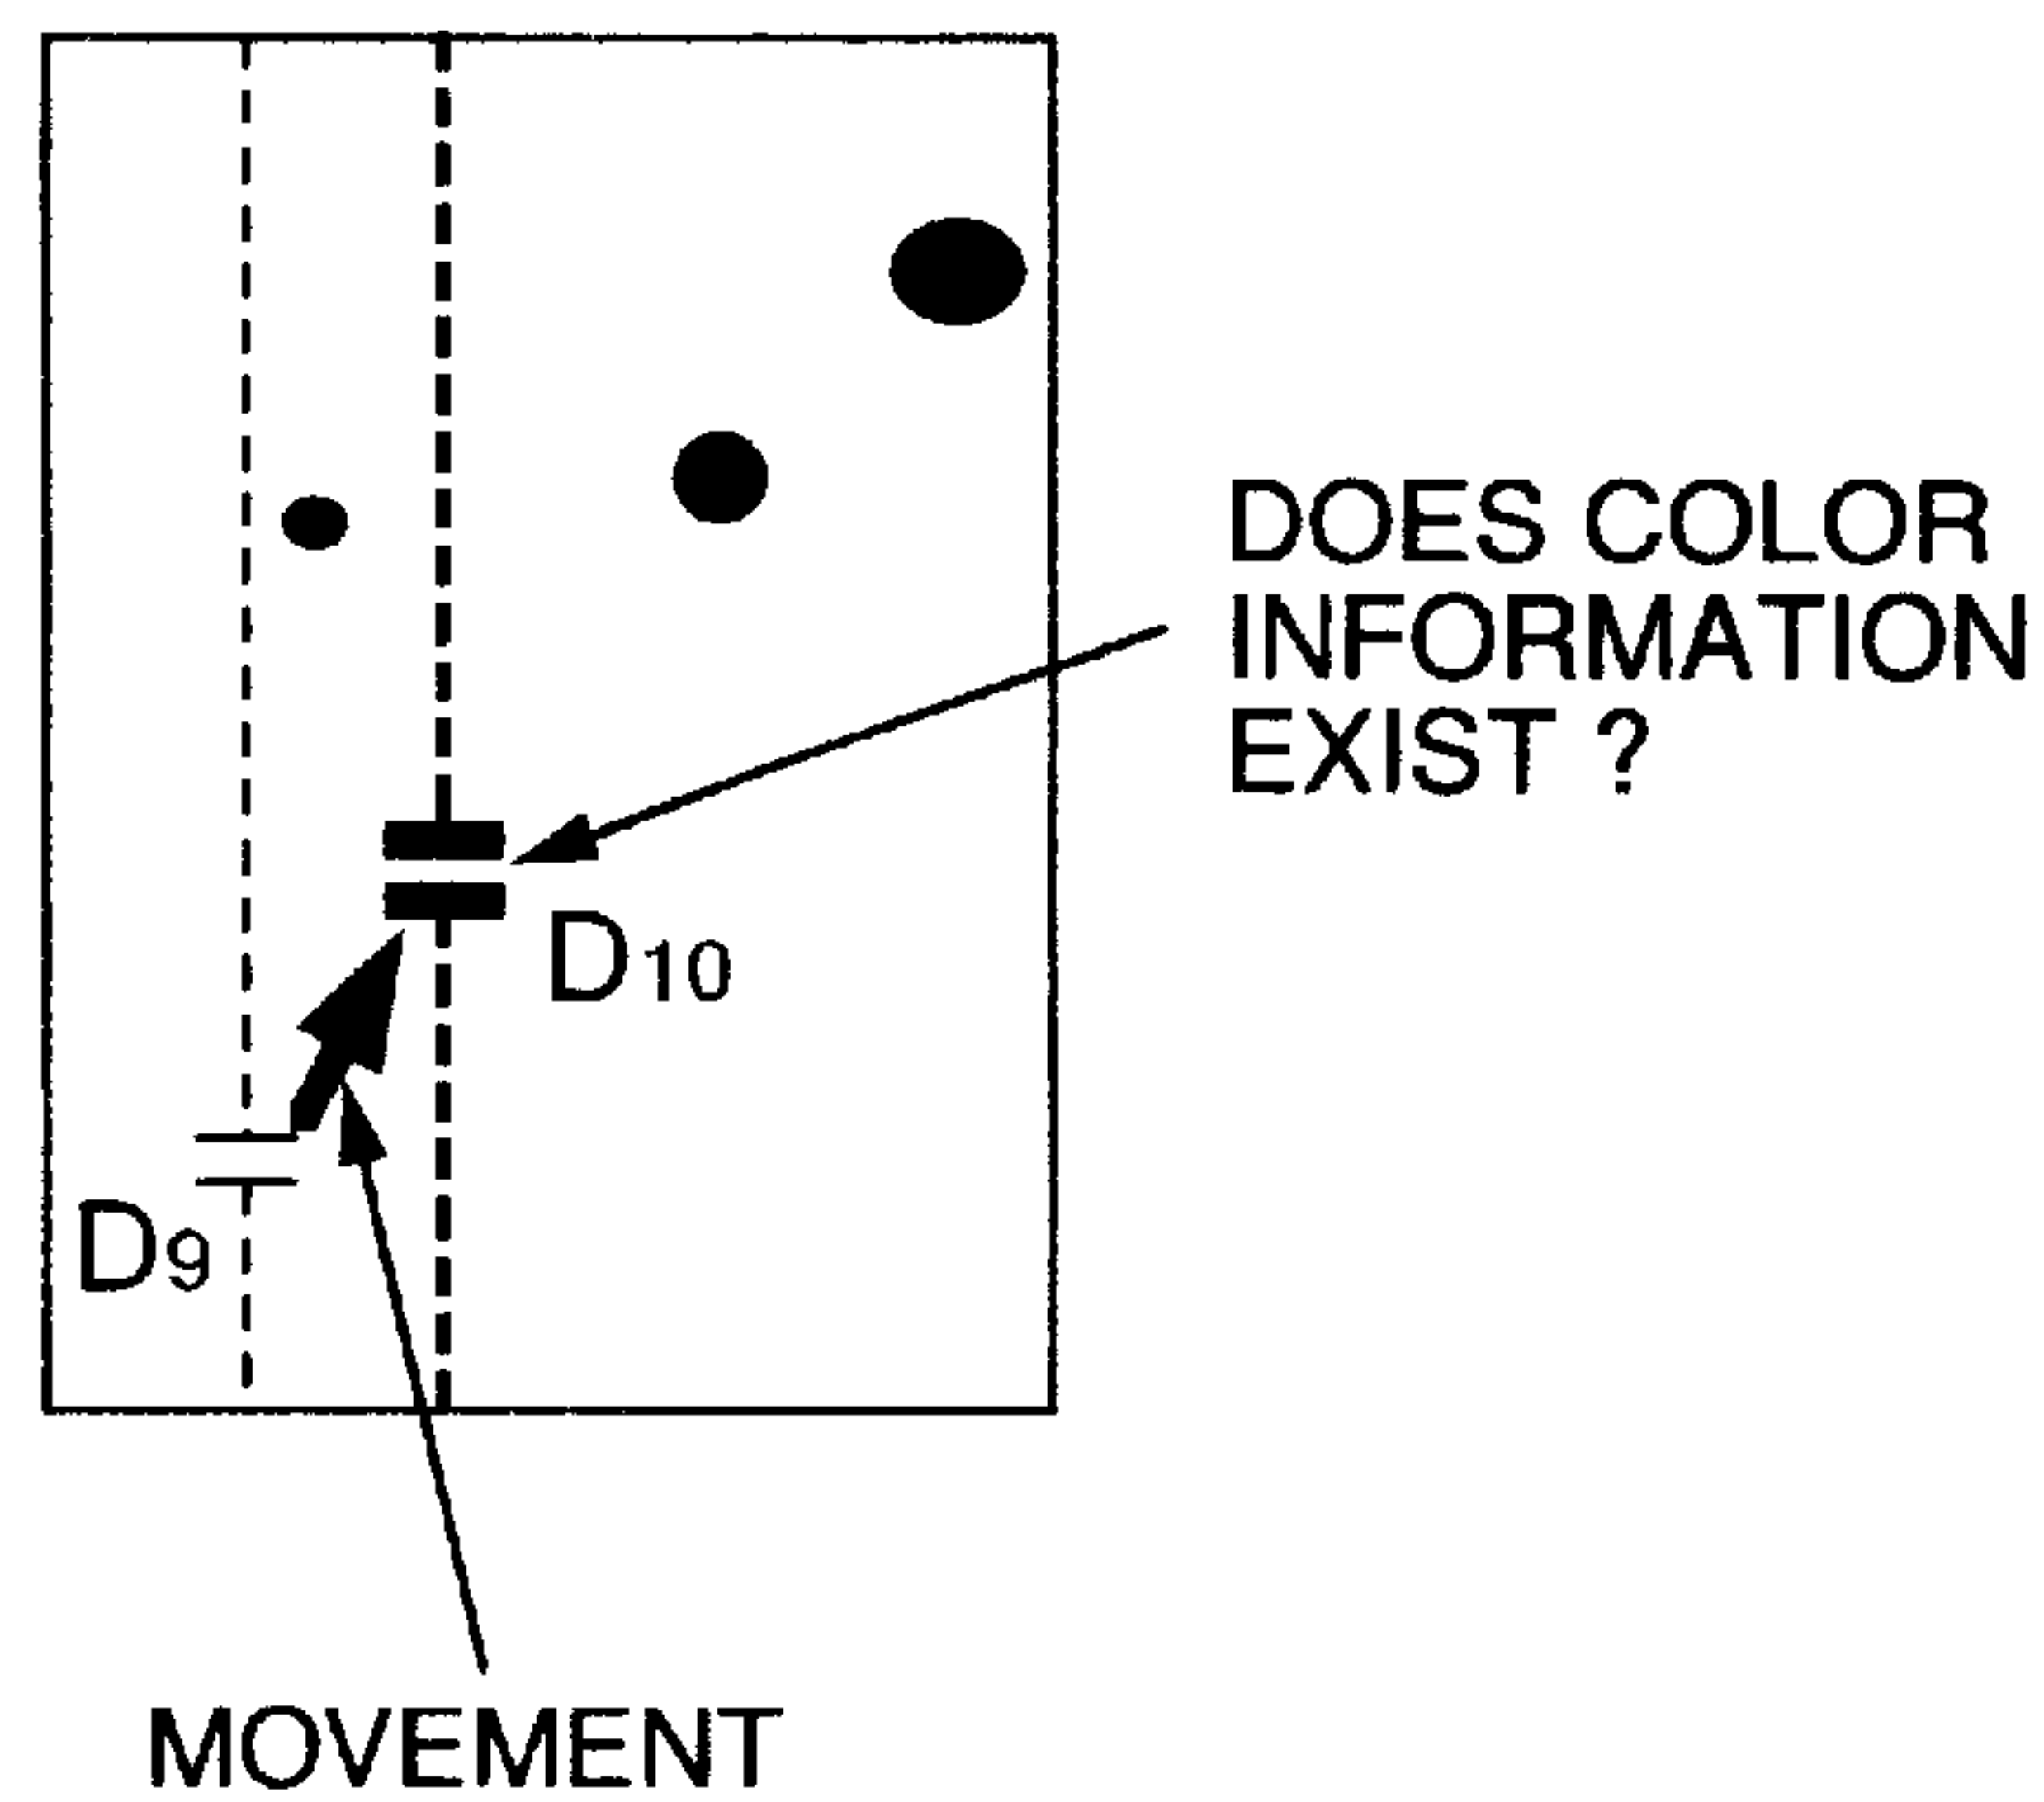 DOES COLOR
INFORMATION
EXIST ?
D10
D9
MOVEMENT